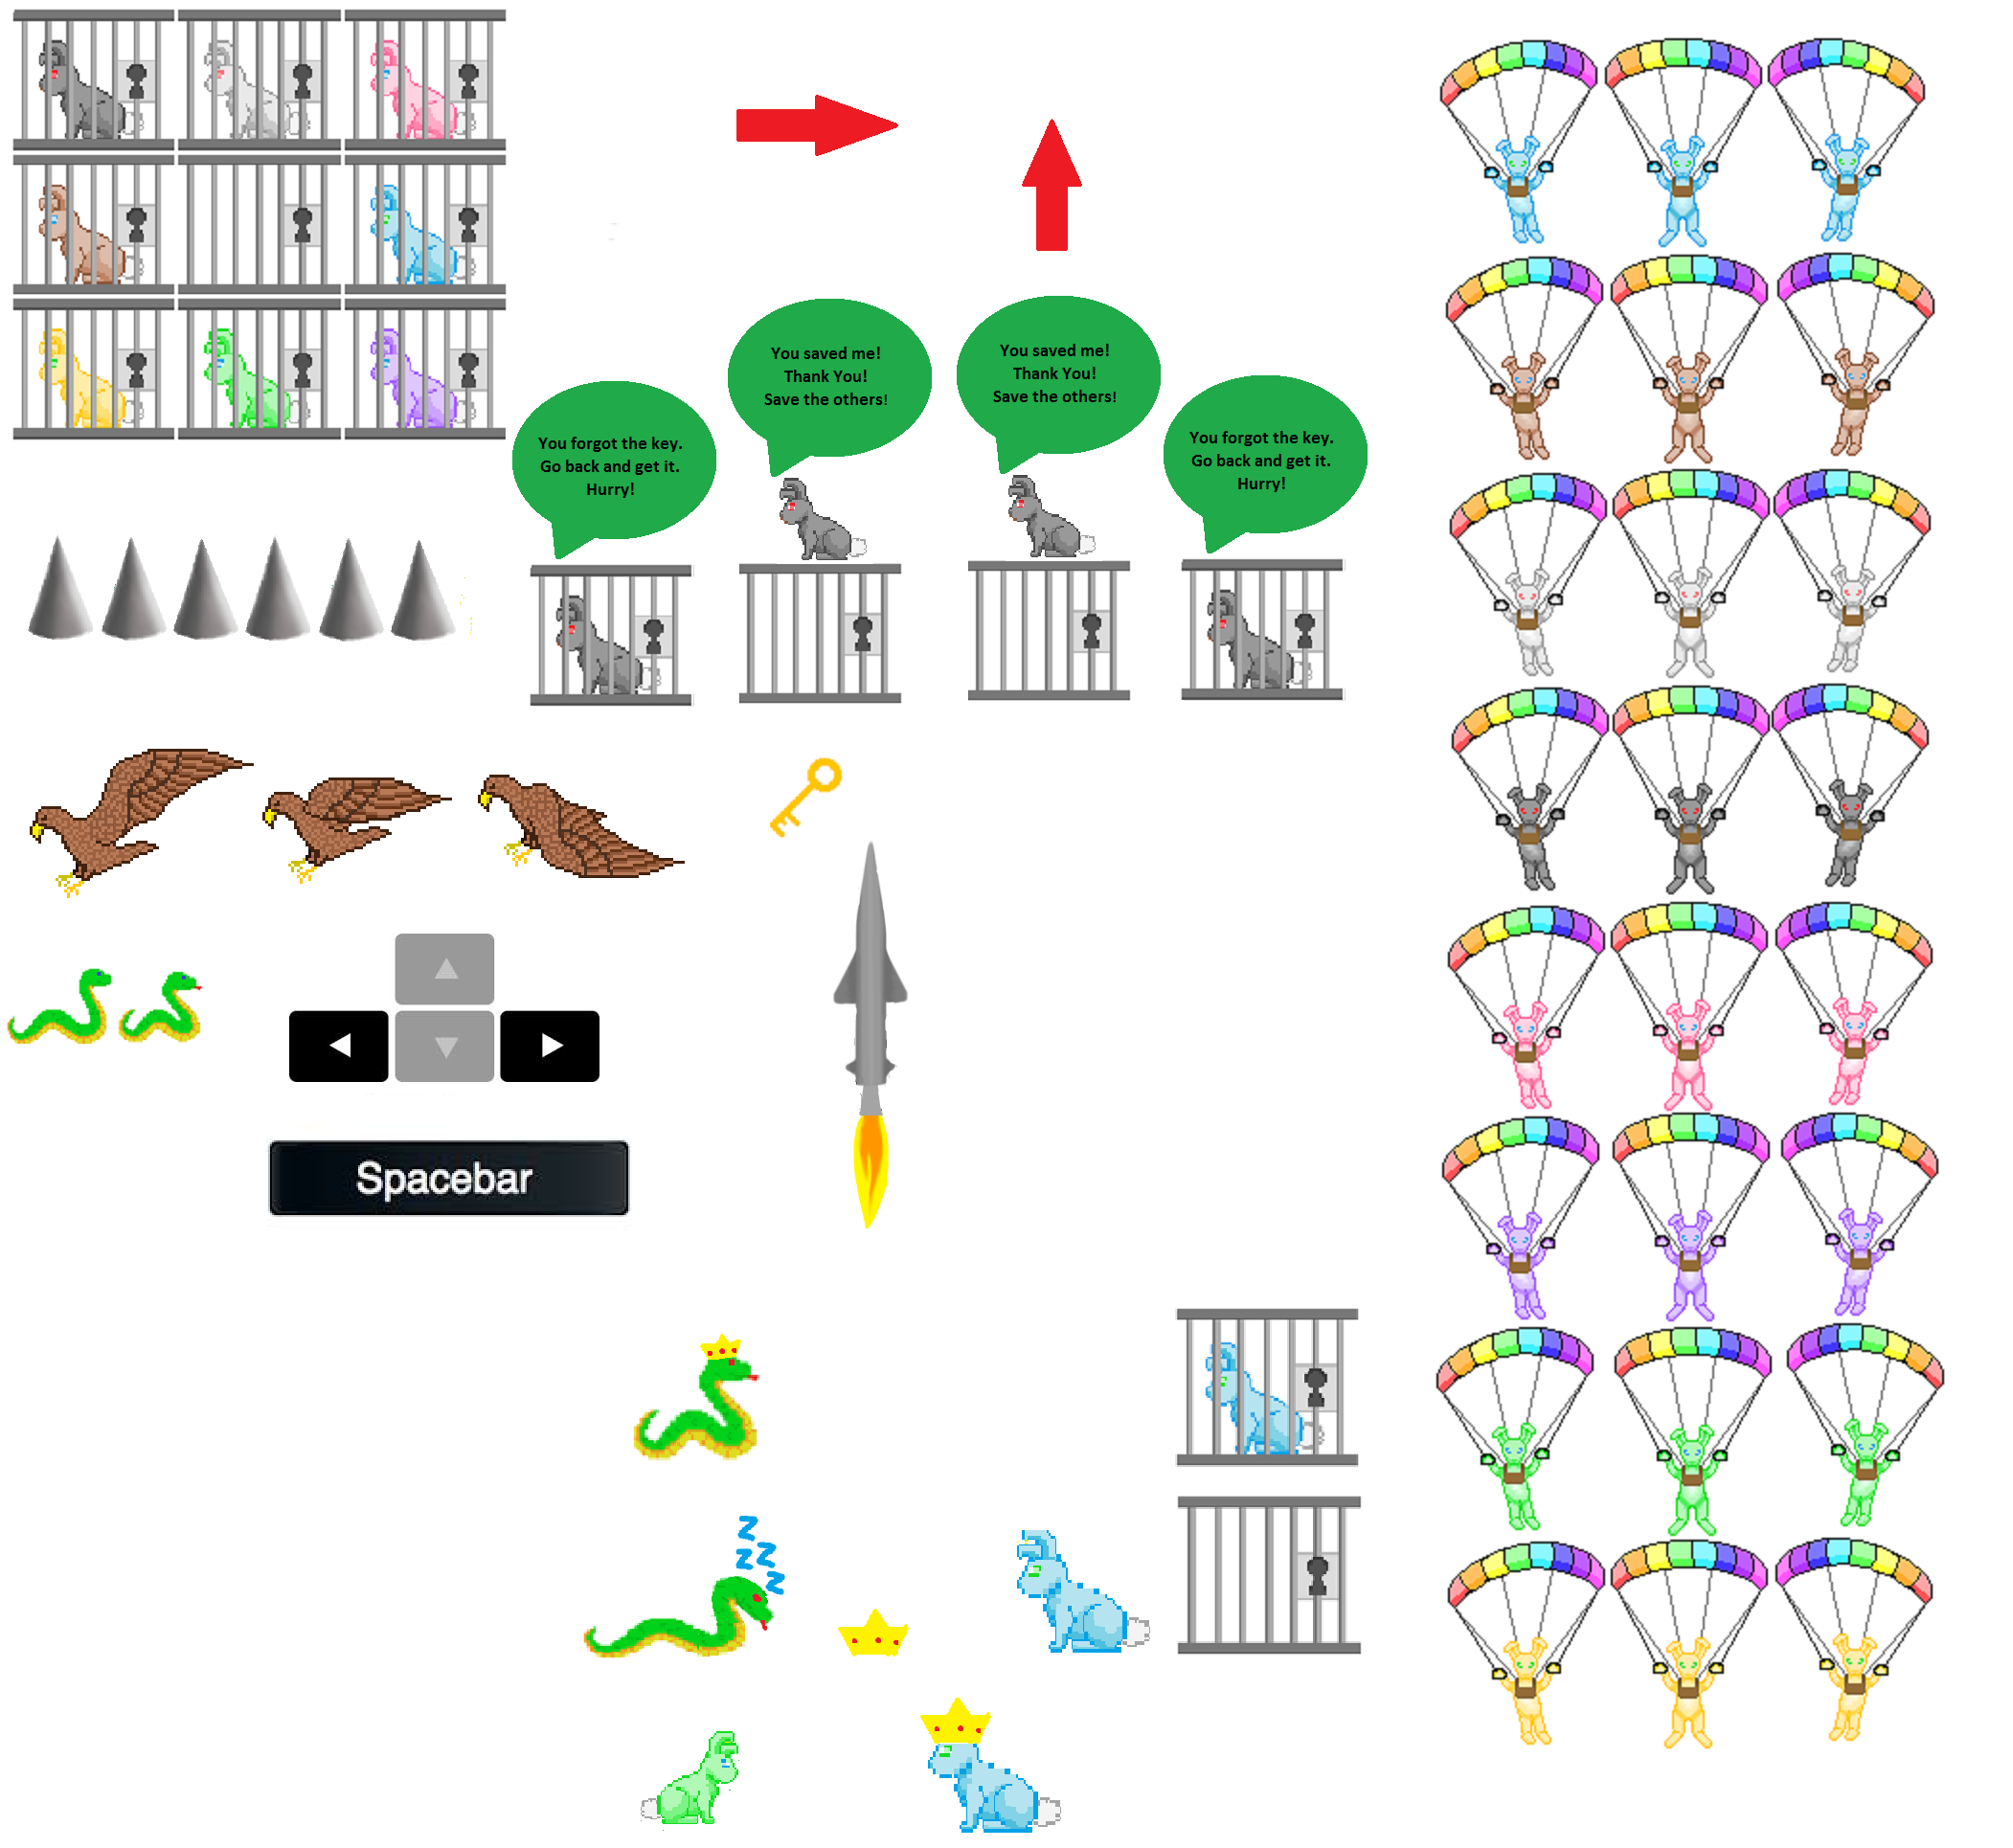 You saved me!
Thank You!
Save the others!
You saved me!
Thank You!
Save the others!
You forgot the key.
Go back and get it.
Hurry!
You forgot the key.
Go back and get it.
Hurry!
Spacebar
z
z z
z